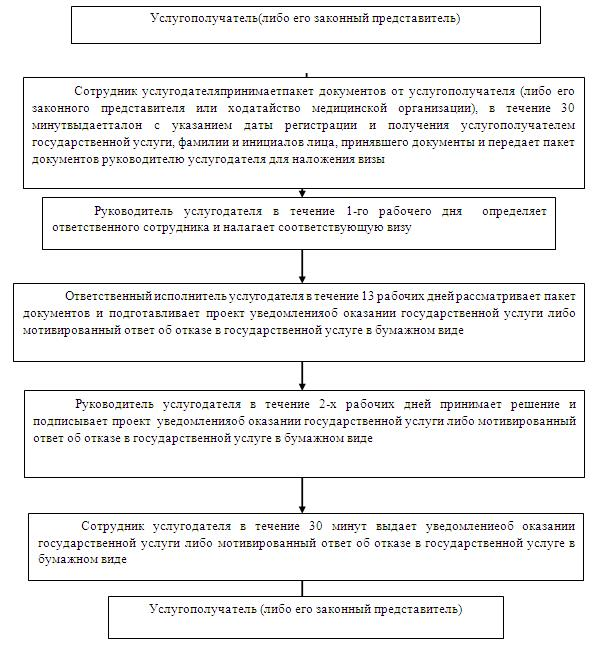 Услугополучатель(либо его законный представитель)
Сотрудник услугодателяпринимаетпакет документов от услугополучателя (либо его
законного представителя или ходатайство медицинской организации), в течение 30
минутвыдаетталон с указанием даты регистрации и получения услугополучателем
государственной услуги, фамилии и инициалов лица, принявшего документы и передает пакет
документов руководителю услугодателя для наложения визы
Руководитель услугодателя в течение 1-го рабочего дня определяет
ответственного сотрудника и налагает соответствующую визу
Ответственный исполнитель услугодателя в течение 13 рабочих дней рассматривает пакет
документов и подготавливает проект уведомленияоб оказании государственной услуги либо
мотивированный ответ об отказе в государственной услуге в бумажном виде
Руководитель услугодателя в течение 2-х рабочих дней принимает решение и
подписывает проект уведомленияоб оказании государственной услуги либо мотивированный
ответ об отказе в государственной услуге в бумажном виде
Сотрудник услугодателя в течение 30 минут выдает уведомлениеоб оказании
государственной услуги либо мотивированный ответ об отказе в государственной услуге в
бумажном виде
Услугополучатель (либо его законный представитель)